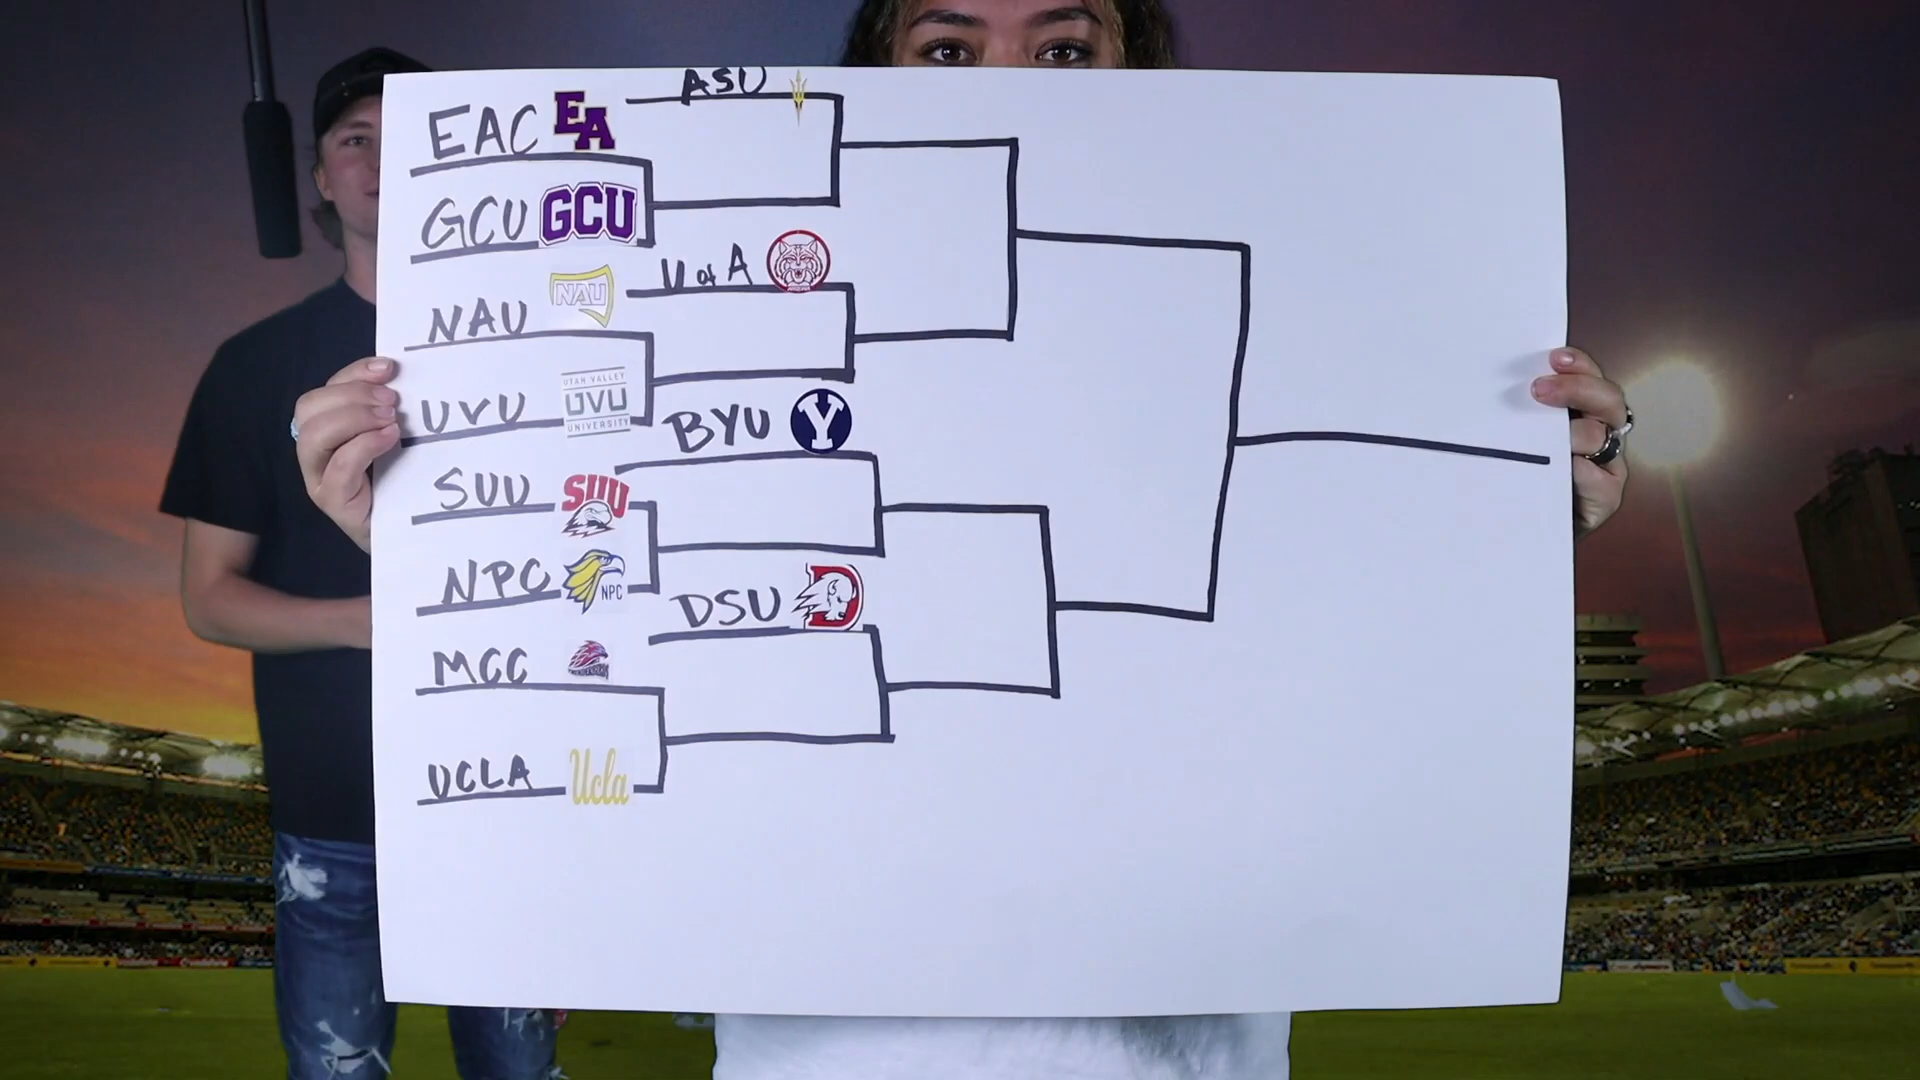 ASU
EAC EA
GCU GCU
U of A ARIZONA
NAU NAU
UVU UTAH VALLEY UVU UNIVERSITY
BYU Y
SUU SUU
NPC NPC
DSU D
MCC
UCLA Ucla